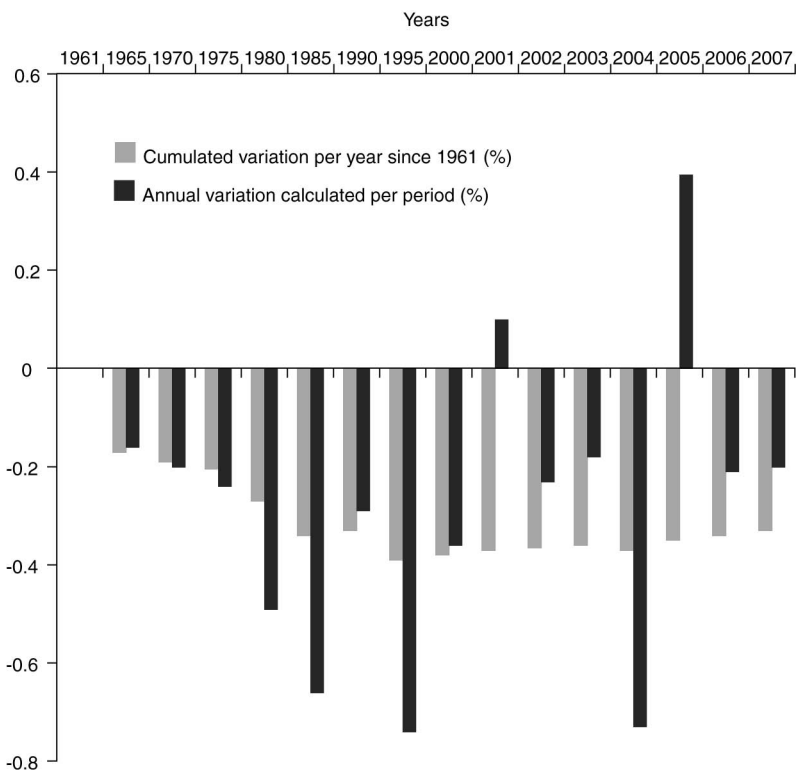 Years
1961 1965 1970 1975 1980 1985 1990 1995 2000 2001 2002 2003 2004 2005 2006 2007
0.6
Cumulated variation per year since 1961 (%)
0.4
Annual variation calculated per period (%)
0.2
0
-0.2
-0.4
-0.6
-0.8